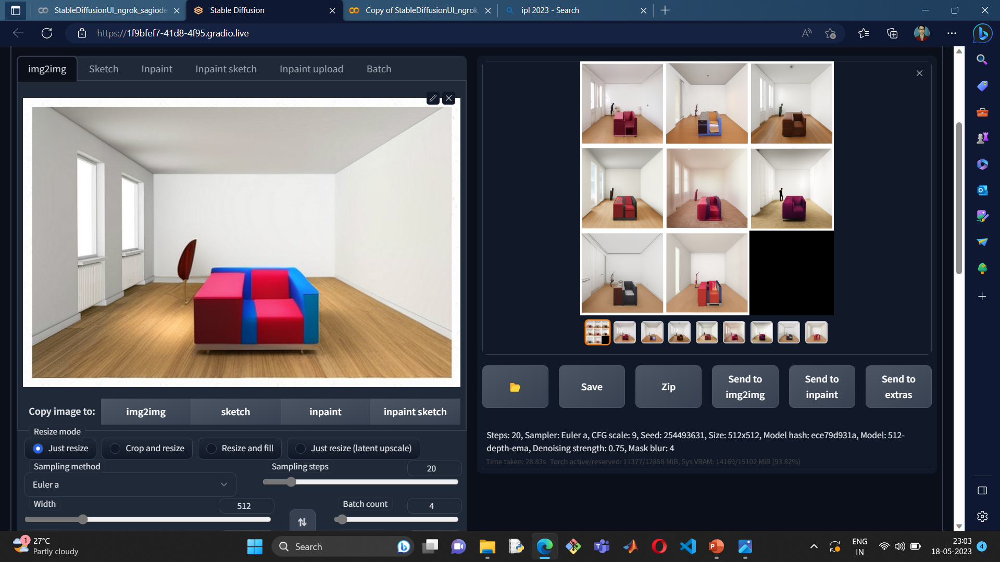 StableDiffusionUI_ngrok_sagiode
Stable Diffusion
Copy of StableDiffusionUI_ngrok
ipl 2023 - Search
https://1f9bfef7-41d8-4f95.gradio.live
img2img Sketch Inpaint Inpaint sketch Inpaint upload Batch
Copy image to: img2img sketch inpaint inpaint sketch
Resize mode
Just resize Crop and resize Resize and fill Just resize (latent upscale)
Sampling method Sampling steps 20
Euler a
Width 512 Batch count 4
Save Zip Send to img2img Send to inpaint Send to extras
Steps: 20, Sampler: Euler a, CFG scale: 9, Seed: 254493631, Size: 512x512, Model hash: ece79d931a, Model: 512-
depth-ema, Denoising strength: 0.75, Mask blur: 4
Time taken: 28.83s Torch active/reserved: 11377/12858 MiB, Sys VRAM: 14169/15102 MiB (93.82%)
1
27°C
Partly cloudy
Search
ENG
IN
23:03
18-05-2023
4